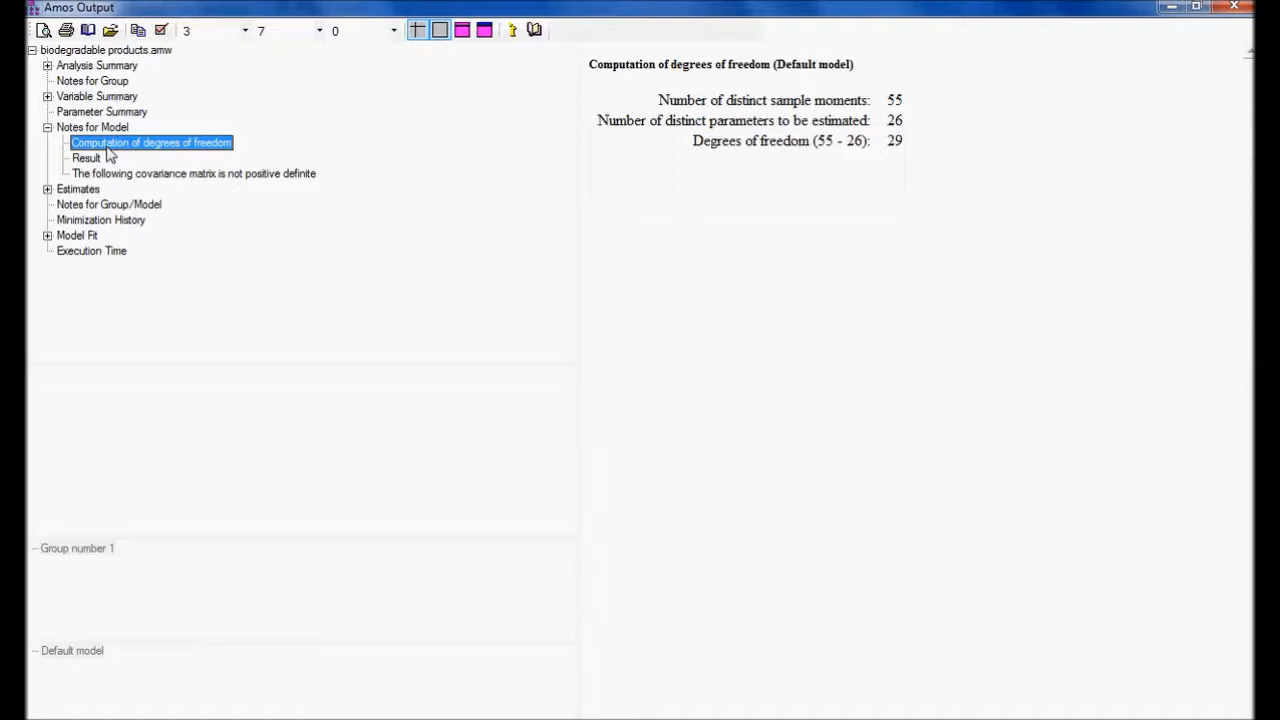 Amos Output
3 7 0
biodegradable products.amw
Analysis Summary
Notes for Group
Variable Summary
Parameter Summary
Notes for Model
Computation of degrees of freedom
Result
The following covariance matrix is not positive definite
Estimates
Notes for Group/Model
Minimization History
Model Fit
Execution Time
Group number 1
Default model
Computation of degrees of freedom (Default model)
Number of distinct sample moments: 55
Number of distinct parameters to be estimated: 26
Degrees of freedom (55 - 26): 29